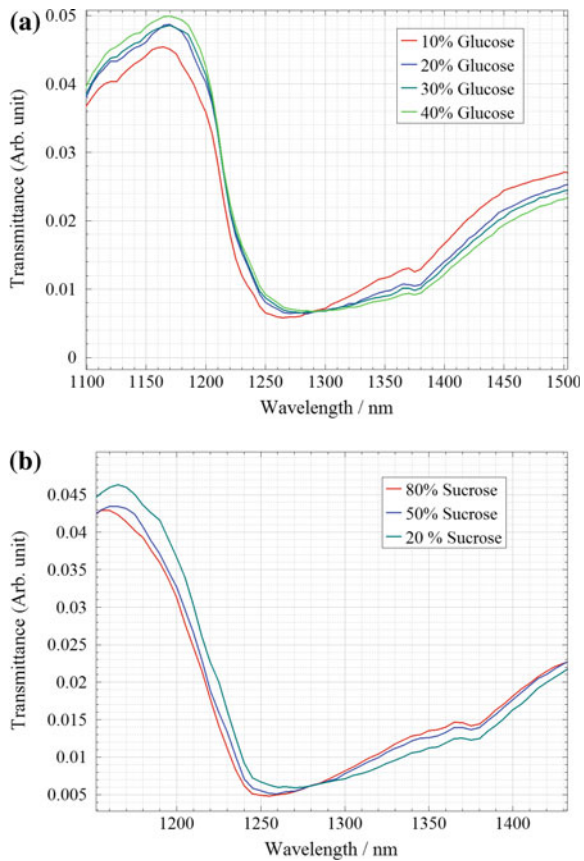 (a)
0.05
0.04
0.03
0.02
0.01
0
Transmittance (Arb. unit)
10% Glucose
20% Glucose
30% Glucose
40% Glucose
1100 1150 1200 1250 1300 1350 1400 1450 1500
Wavelength / nm
(b)
0.045
0.04
0.035
0.03
0.025
0.02
0.015
0.01
0.005
Transmittance (Arb. unit)
80% Sucrose
50% Sucrose
20 % Sucrose
1200 1250 1300 1350 1400
Wavelength / nm